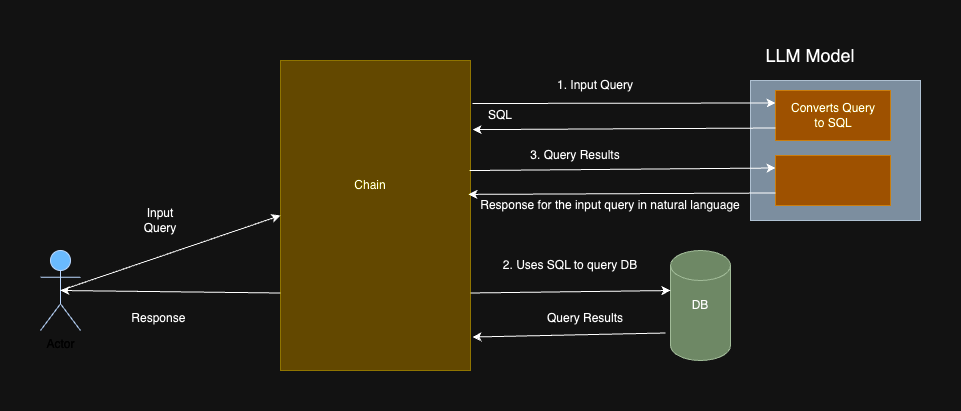 LLM Model
1. Input Query
Converts Query
to SQL
SQL
3. Query Results
Chain
Response for the input query in natural language
Input
Query
2. Uses SQL to query DB
DB
Response
Query Results
Actor